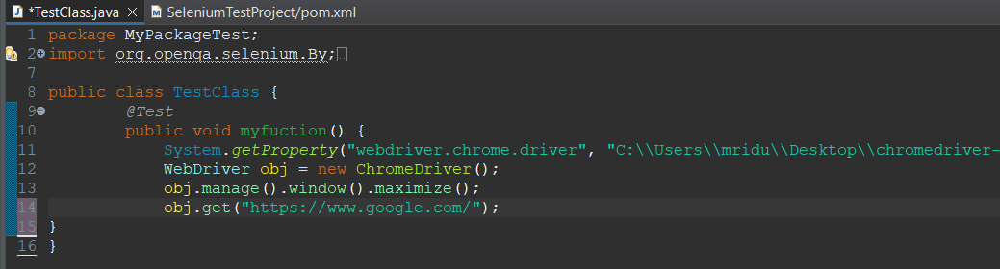 *TestClass.java SeleniumTestProject/pom.xml
1 package MyPackageTest;
2 import org.openqa.selenium.By;
7
8 public class TestClass {
9 @Test
10 public void myfuction() {
11 System.getProperty("webdriver.chrome.driver", "C:\\Users\\mridu\\Desktop\\chromedriver-
12 WebDriver obj = new ChromeDriver();
13 obj.manage().window().maximize();
14 obj.get("https://www.google.com/");
15 }
16 }